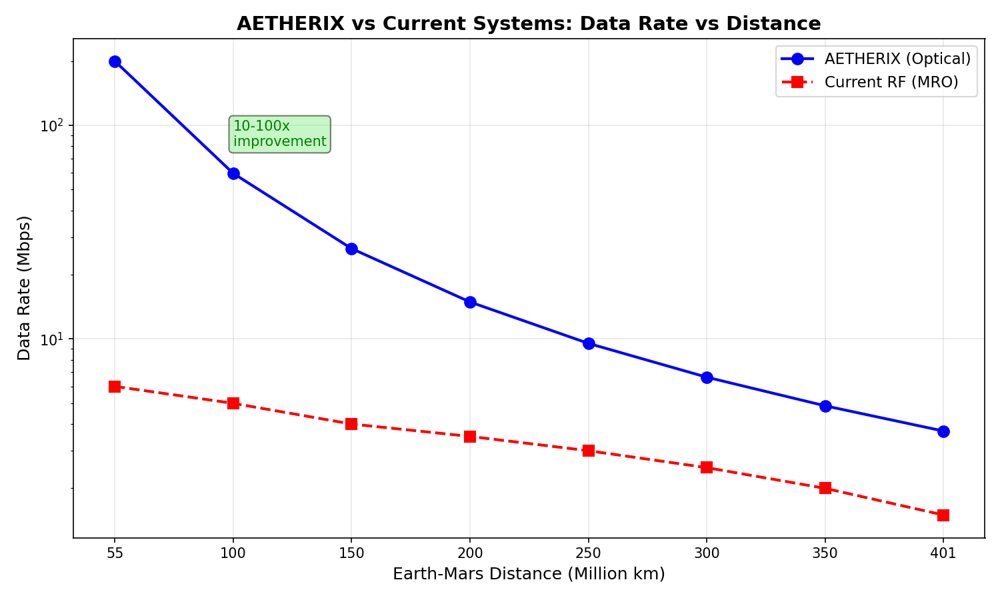 AETHERIX vs Current Systems: Data Rate vs Distance
AETHERIX (Optical)
Current RF (MRO)
10-100x
improvement
Data Rate (Mbps)
10²
10¹
55 100 150 200 250 300 350 401
Earth-Mars Distance (Million km)